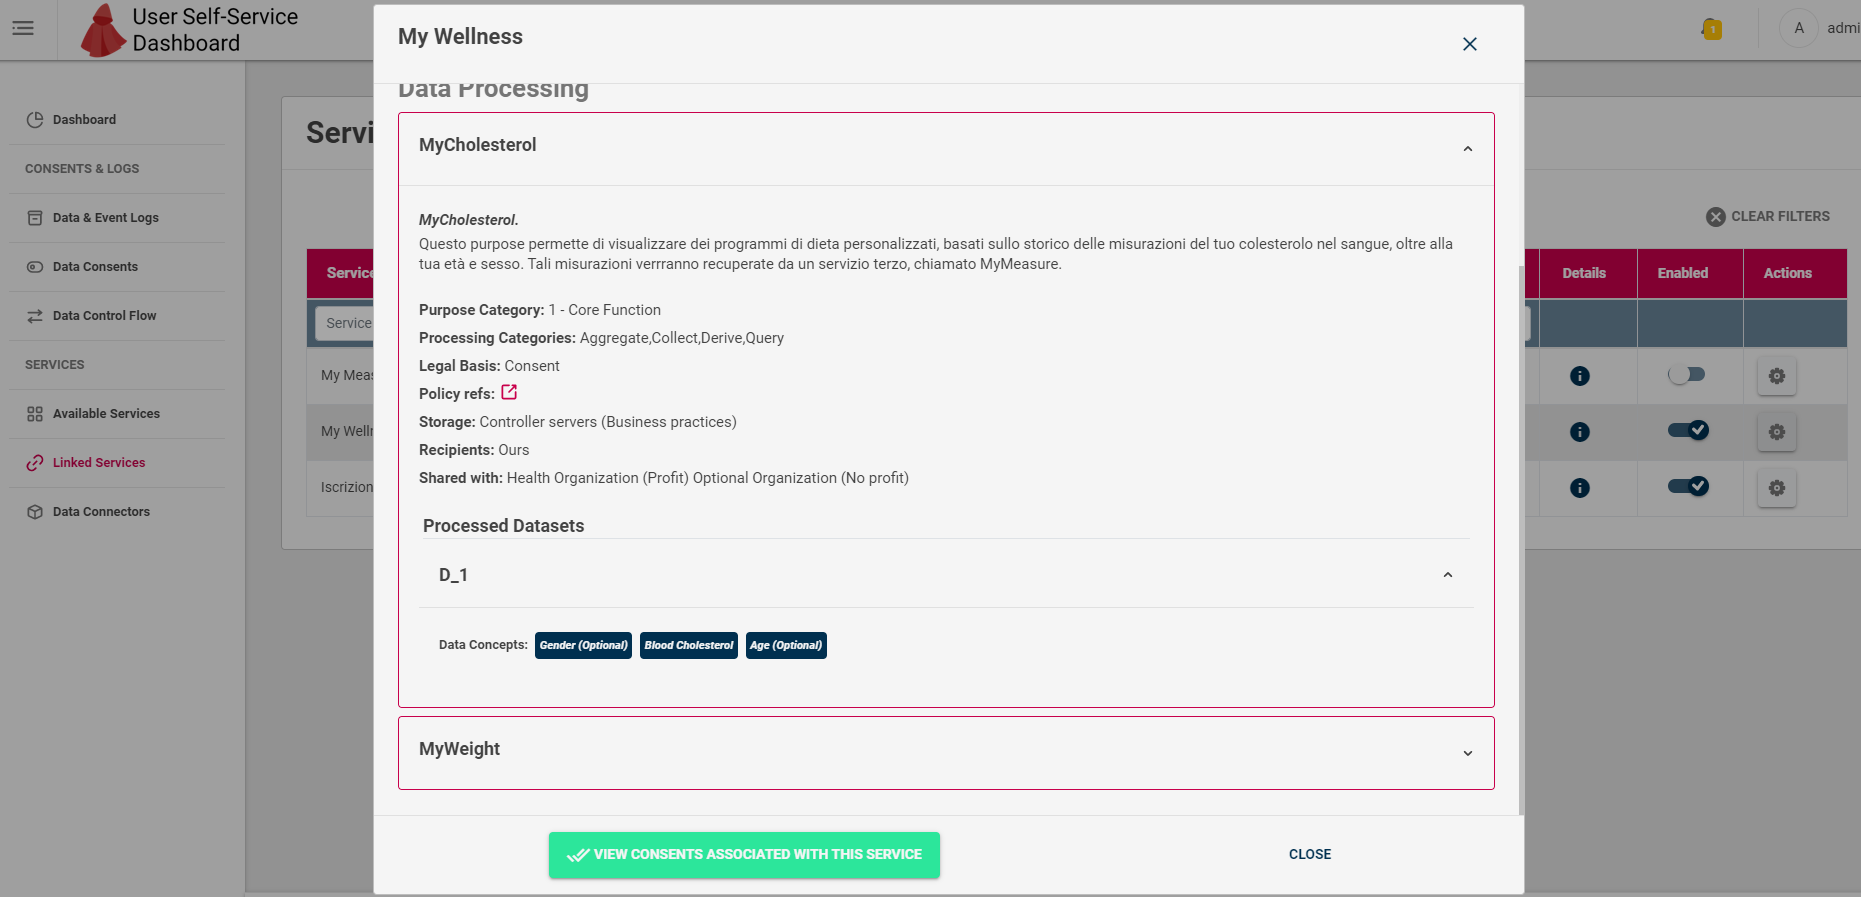 User Self-Service
Dashboard
My Wellness
1
A
admi
Dashboard
CONSENTS & LOGS
Data & Event Logs
Data Consents
Data Control Flow
SERVICES
Available Services
Linked Services
Data Connectors
Servi
CLEAR FILTERS
Service
Details
Enabled
Actions
Service
My Meas
My Welln
Iscrizion
Data Processing
MyCholesterol
MyCholesterol.
Questo purpose permette di visualizzare dei programmi di dieta personalizzati, basati sullo storico delle misurazioni del tuo colesterolo nel sangue, oltre alla
tua età e sesso. Tali misurazioni verrranno recuperate da un servizio terzo, chiamato MyMeasure.
Purpose Category: 1 - Core Function
Processing Categories: Aggregate,Collect,Derive,Query
Legal Basis: Consent
Policy refs:
Storage: Controller servers (Business practices)
Recipients: Ours
Shared with: Health Organization (Profit) Optional Organization (No profit)
Processed Datasets
D_1
Data Concepts: Gender (Optional) Blood Cholesterol Age (Optional)
MyWeight
VIEW CONSENTS ASSOCIATED WITH THIS SERVICE
CLOSE